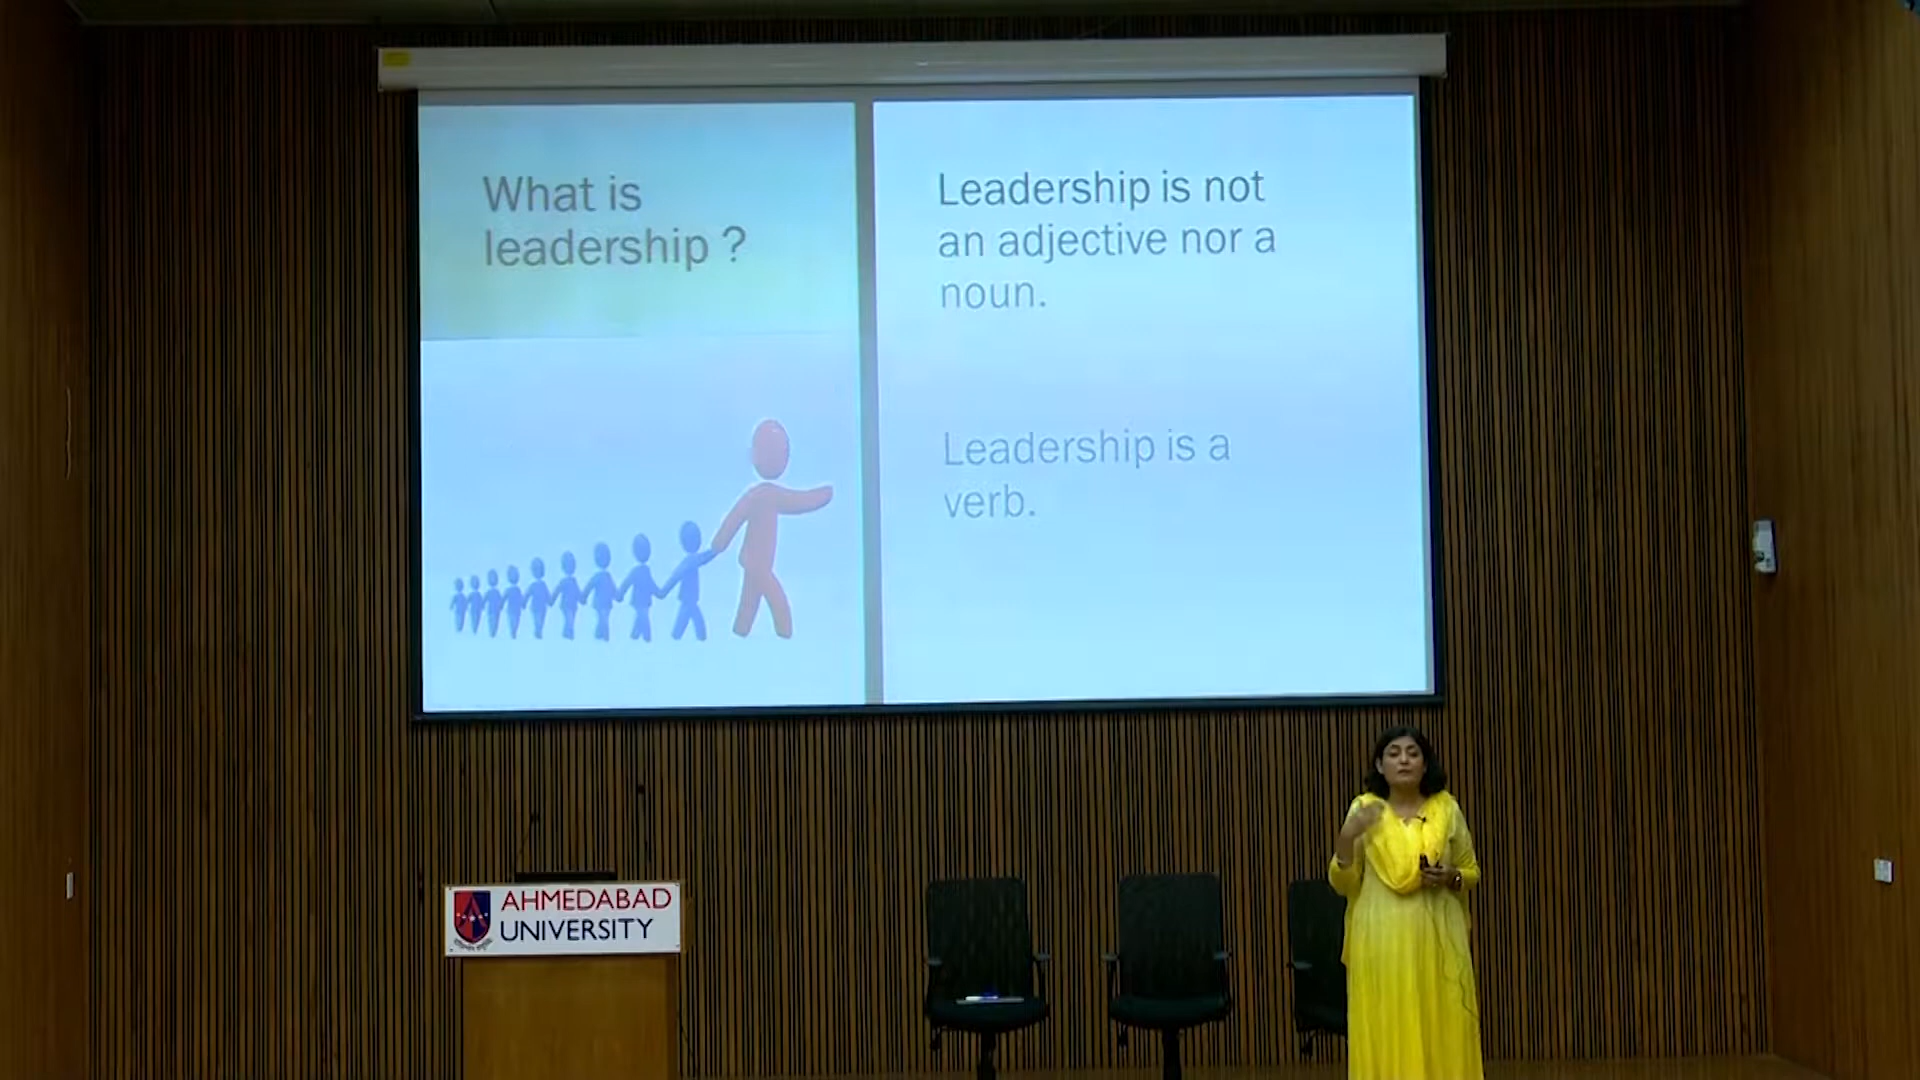 What is
leadership ?
Leadership is not
an adjective nor a
noun.
Leadership is a
verb.
AHMEDABAD
UNIVERSITY